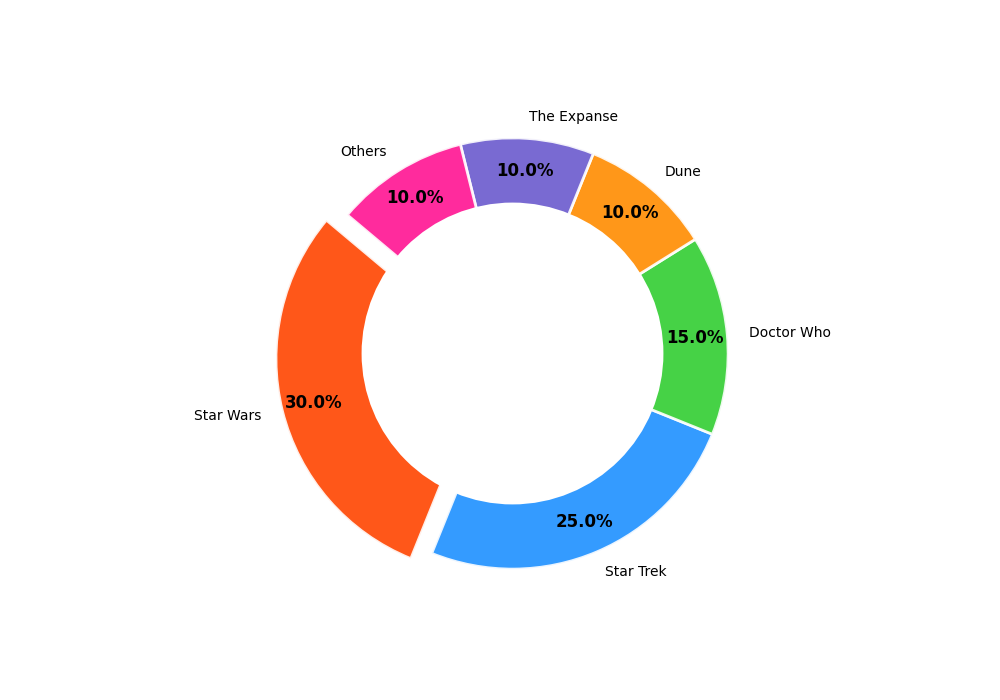 The Expanse
Others
10.0%
Dune
10.0%
10.0%
Doctor Who
15.0%
Star Wars
30.0%
25.0%
Star Trek